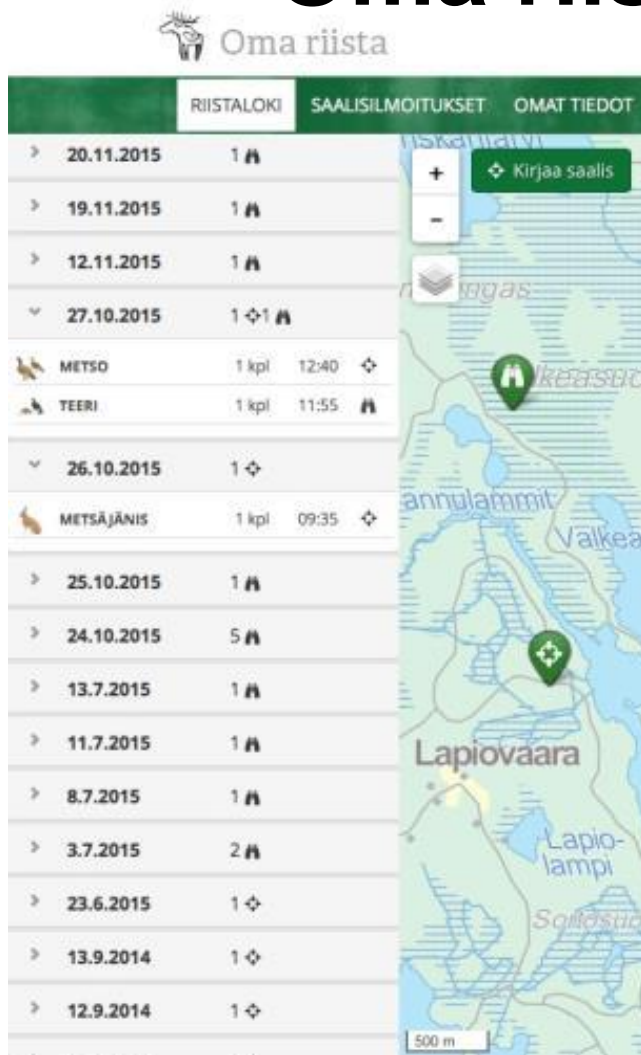 Oma riista
RIISTALOKI SAALISILMOITUKSET OMAT TIEDOT
20.11.2015 1
+
Kirjaa saalis
19.11.2015 1
-
12.11.2015 1
27.10.2015 1 1
METSO 1 kpl 12:40
TEERI 1 kpl 11:55
26.10.2015 1
METSÄJÄNIS 1 kpl 09:35
25.10.2015 1
24.10.2015 5
13.7.2015 1
11.7.2015 1
Lapiovaara
8.7.2015 1
3.7.2015 2
Lapio-
lampi
23.6.2015 1
13.9.2014 1
12.9.2014 1
500 m